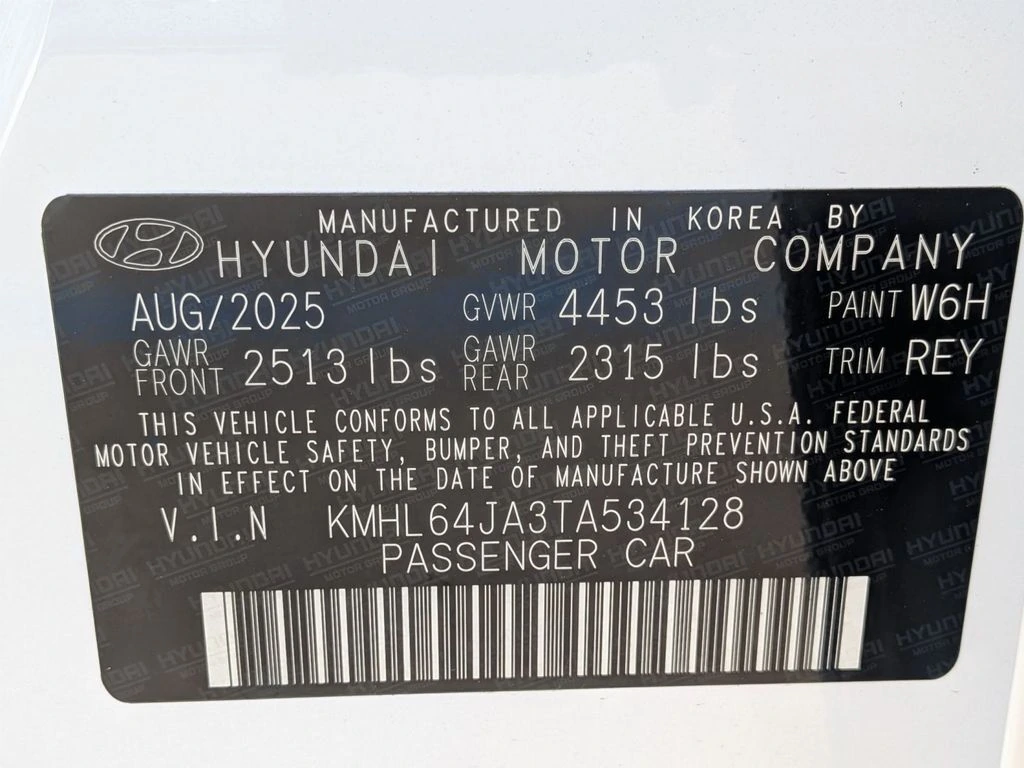 MANUFACTURED IN KOREA BY
HYUNDAI MOTOR COMPANY
AUG/2025 GVWR 4453 lbs PAINT W6H
GAWR FRONT 2513 lbs GAWR REAR 2315 lbs TRIM REY
THIS VEHICLE CONFORMS TO ALL APPLICABLE U.S.A. FEDERAL
MOTOR VEHICLE SAFETY, BUMPER, AND THEFT PREVENTION STANDARDS
IN EFFECT ON THE DATE OF MANUFACTURE SHOWN ABOVE
V.I.N KMHL64JA3TA534128
PASSENGER CAR